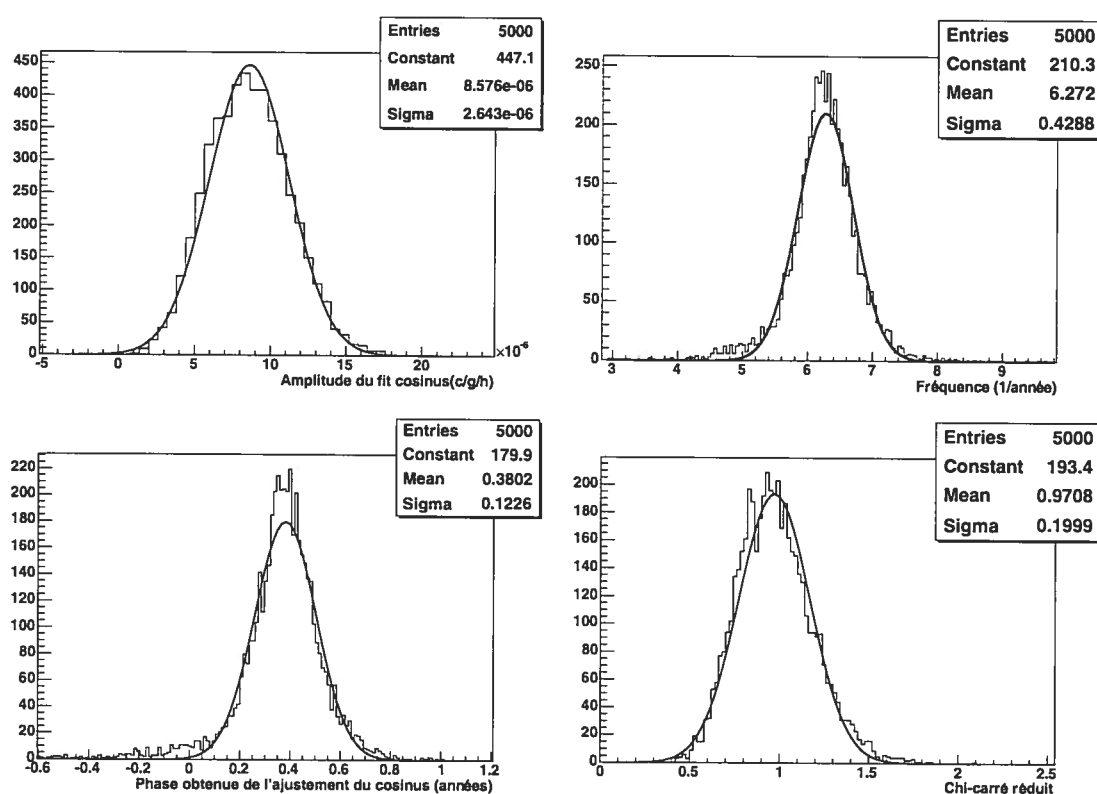 Entries 5000
Constant 447.1
Mean 8.576e-06
Sigma 2.643e-06
450
400
350
300
250
200
150
100
50
0
-5 0 5 10 15 20
×10⁻⁶
Amplitude du fit cosinus(c/g/h)
Entries 5000
Constant 210.3
Mean 6.272
Sigma 0.4288
250
200
150
100
50
0
3 4 5 6 7 8 9
Fréquence (1/année)
Entries 5000
Constant 179.9
Mean 0.3802
Sigma 0.1226
220
200
180
160
140
120
100
80
60
40
20
0
-0.6 -0.4 -0.2 0 0.2 0.4 0.6 0.8 1 1.2
Phase obtenue de l'ajustement du cosinus (années)
Entries 5000
Constant 193.4
Mean 0.9708
Sigma 0.1999
200
180
160
140
120
100
80
60
40
20
0
0 0.5 1 1.5 2 2.5
Chi-carré réduit